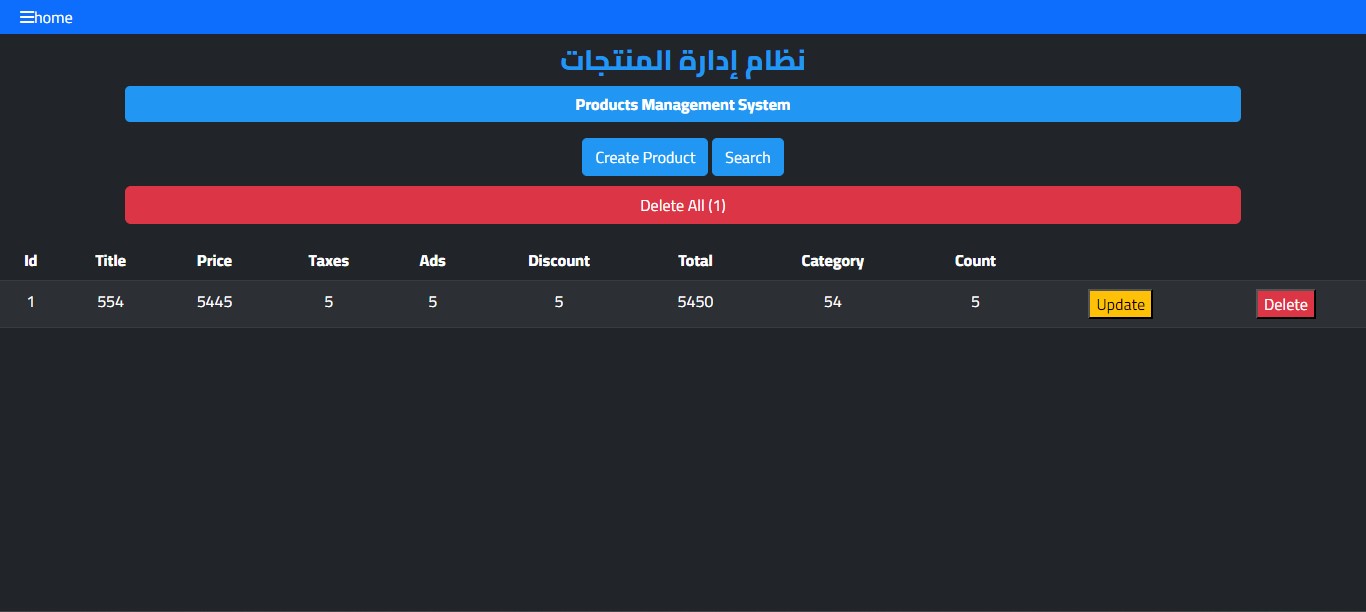 home
نظام إدارة المنتجات
Products Management System
Create Product Search
Delete All (1)
Id Title Price Taxes Ads Discount Total Category Count
1 554 5445 5 5 5 5450 54 5 Update Delete